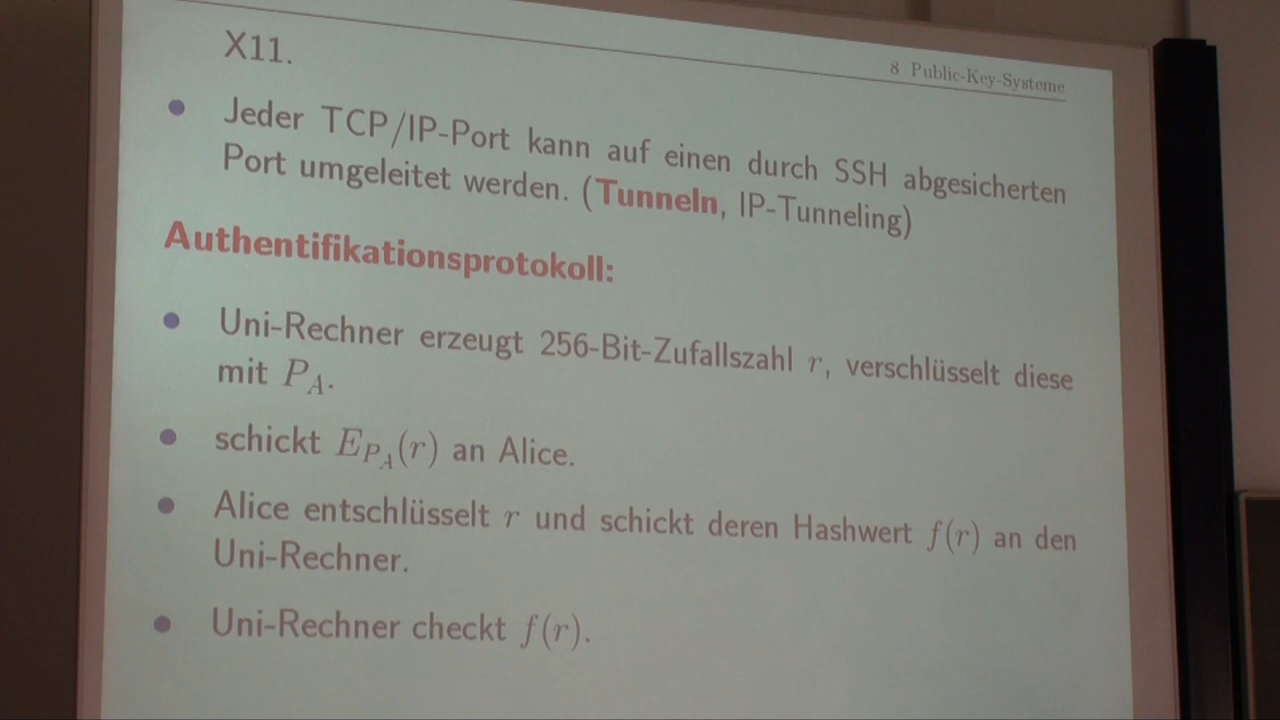 8 Public-Key-Systeme
X11.
• Jeder TCP/IP-Port kann auf einen durch SSH abgesicherten
Port umgeleitet werden. (Tunneln, IP-Tunneling)
Authentifikationsprotokoll:
• Uni-Rechner erzeugt 256-Bit-Zufallszahl r, verschlüsselt diese
mit P_A.
• schickt E_{P_A}(r) an Alice.
• Alice entschlüsselt r und schickt deren Hashwert f(r) an den
Uni-Rechner.
• Uni-Rechner checkt f(r).